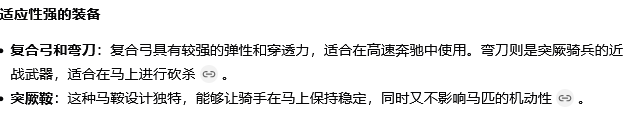 适应性强的装备
• 复合弓和弯刀：复合弓具有较强的弹性和穿透力，适合在高速奔驰中使用。弯刀则是突厥骑兵的近
战武器，适合在马上进行砍杀 。
• 突厥鞍：这种马鞍设计独特，能够让骑手在马上保持稳定，同时又不影响马匹的机动性 。